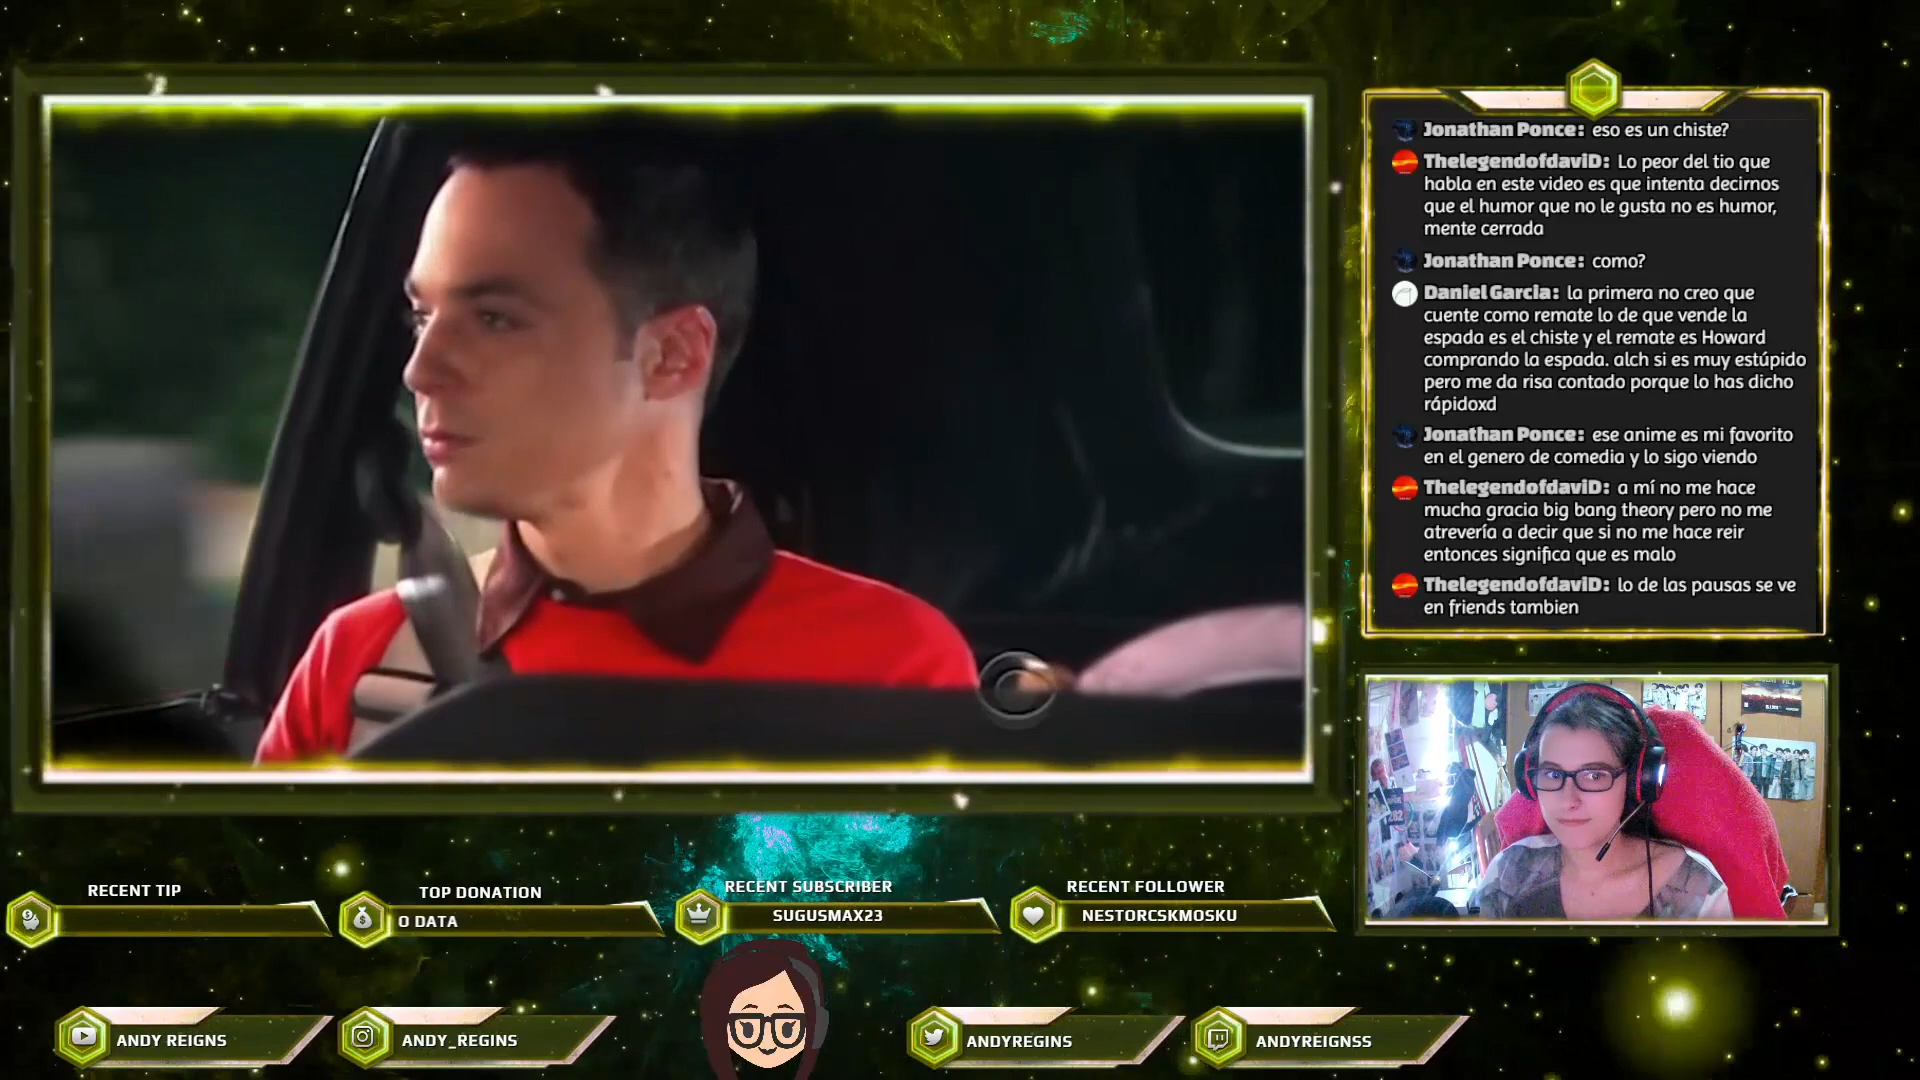 Jonathan Ponce: eso es un chiste?
ThelegendofdaviD: Lo peor del tio que
habla en este video es que intenta decirnos
que el humor que no le gusta no es humor,
mente cerrada
Jonathan Ponce: como?
Daniel Garcia: la primera no creo que
cuente como remate lo de que vende la
espada es el chiste y el remate es Howard
comprando la espada. alch si es muy estúpido
pero me da risa contado porque lo has dicho
rápidoxd
Jonathan Ponce: ese anime es mi favorito
en el genero de comedia y lo sigo viendo
ThelegendofdaviD: a mí no me hace
mucha gracia big bang theory pero no me
atrevería a decir que si no me hace reir
entonces significa que es malo
ThelegendofdaviD: lo de las pausas se ve
en friends tambien
RECENT TIP
TOP DONATION
0 DATA
RECENT SUBSCRIBER
SUGUSMAX23
RECENT FOLLOWER
NESTORCSKMOSKU
ANDY REIGNS
ANDY_REGINS
ANDYREGINS
ANDYREIGNSS